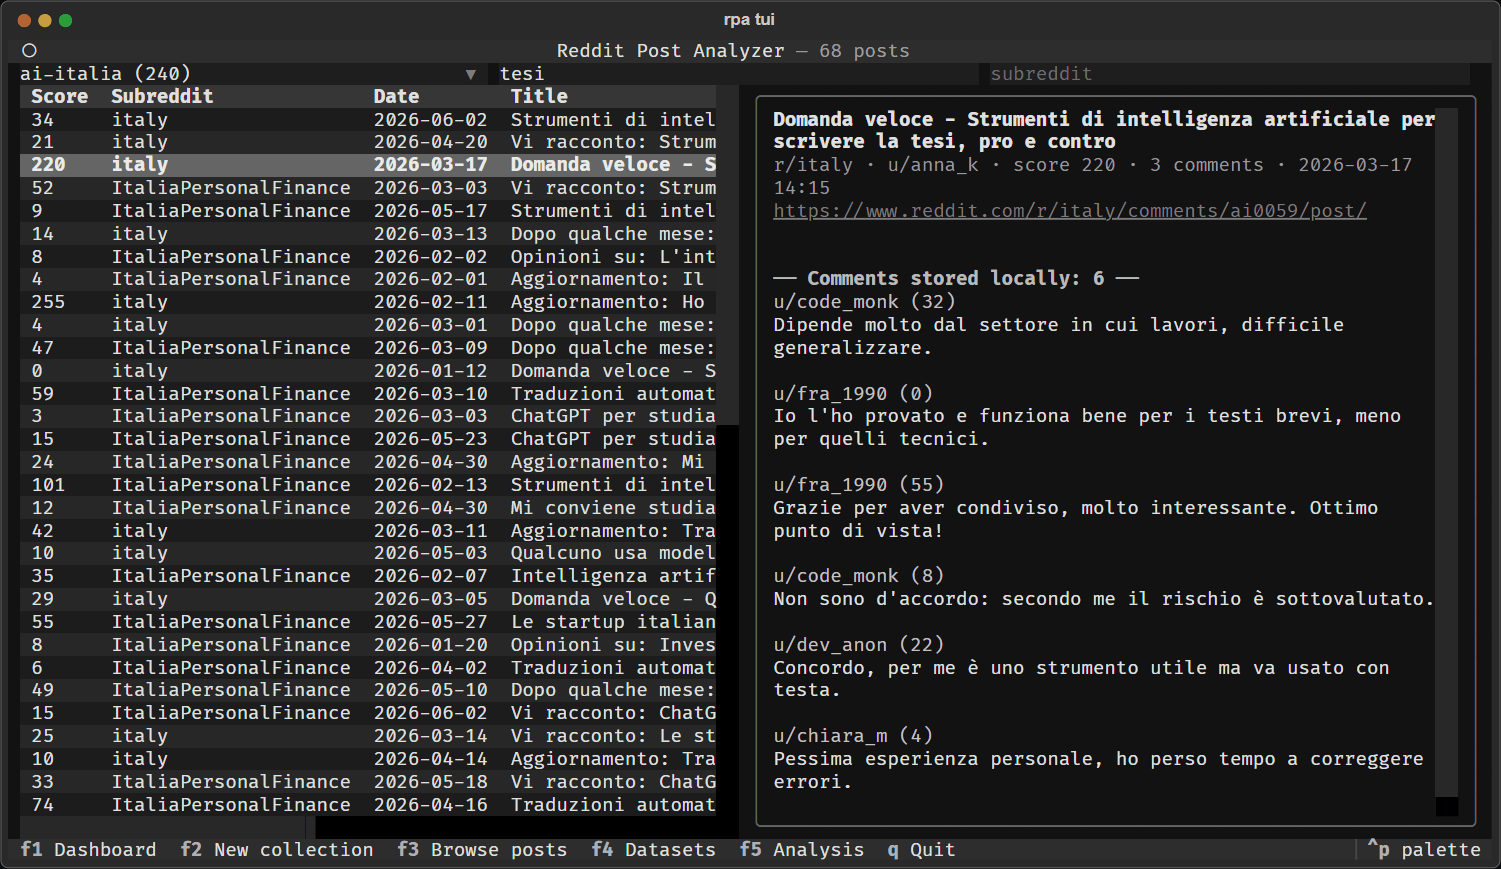 rpa tui
Reddit Post Analyzer — 68 posts
ai-italia (240) ▼ tesi subreddit
Score Subreddit Date Title
34 italy 2026-06-02 Strumenti di intel
21 italy 2026-04-20 Vi racconto: Strum
220 italy 2026-03-17 Domanda veloce - S
52 ItaliaPersonalFinance 2026-03-03 Vi racconto: Strum
9 ItaliaPersonalFinance 2026-05-17 Strumenti di intel
14 italy 2026-03-13 Dopo qualche mese:
8 ItaliaPersonalFinance 2026-02-02 Opinioni su: L'int
4 ItaliaPersonalFinance 2026-02-01 Aggiornamento: Il
255 italy 2026-02-11 Aggiornamento: Ho
4 italy 2026-03-01 Dopo qualche mese:
47 ItaliaPersonalFinance 2026-03-09 Dopo qualche mese:
0 italy 2026-01-12 Domanda veloce - S
59 ItaliaPersonalFinance 2026-03-10 Traduzioni automat
3 ItaliaPersonalFinance 2026-03-03 ChatGPT per studia
15 ItaliaPersonalFinance 2026-05-23 ChatGPT per studia
24 ItaliaPersonalFinance 2026-04-30 Aggiornamento: Mi
101 ItaliaPersonalFinance 2026-02-13 Strumenti di intel
12 ItaliaPersonalFinance 2026-04-30 Mi conviene studia
42 italy 2026-03-11 Aggiornamento: Tra
10 italy 2026-05-03 Qualcuno usa model
35 ItaliaPersonalFinance 2026-02-07 Intelligenza artif
29 italy 2026-03-05 Domanda veloce - Q
55 ItaliaPersonalFinance 2026-05-27 Le startup italian
8 ItaliaPersonalFinance 2026-01-20 Opinioni su: Inves
6 ItaliaPersonalFinance 2026-04-02 Traduzioni automat
49 ItaliaPersonalFinance 2026-05-10 Dopo qualche mese:
15 ItaliaPersonalFinance 2026-06-02 Vi racconto: ChatG
25 italy 2026-03-14 Vi racconto: Le st
10 italy 2026-04-14 Aggiornamento: Tra
33 ItaliaPersonalFinance 2026-05-18 Vi racconto: ChatG
74 ItaliaPersonalFinance 2026-04-16 Traduzioni automat
Domanda veloce - Strumenti di intelligenza artificiale per
scrivere la tesi, pro e contro
r/italy · u/anna_k · score 220 · 3 comments · 2026-03-17
14:15
https://www.reddit.com/r/italy/comments/ai0059/post/
── Comments stored locally: 6 ──
u/code_monk (32)
Dipende molto dal settore in cui lavori, difficile
generalizzare.
u/fra_1990 (0)
Io l'ho provato e funziona bene per i testi brevi, meno
per quelli tecnici.
u/fra_1990 (55)
Grazie per aver condiviso, molto interessante. Ottimo
punto di vista!
u/code_monk (8)
Non sono d'accordo: secondo me il rischio è sottovalutato.
u/dev_anon (22)
Concordo, per me è uno strumento utile ma va usato con
testa.
u/chiara_m (4)
Pessima esperienza personale, ho perso tempo a correggere
errori.
f1 Dashboard f2 New collection f3 Browse posts f4 Datasets f5 Analysis q Quit ^p palette